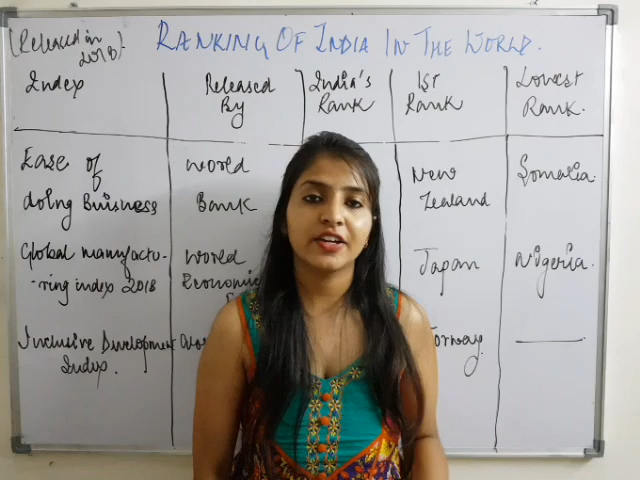 (Released in 2018).
RANKING OF INDIA IN THE WORLD.
Index
Released By
India's Rank
1st Rank
Lowest Rank.
Ease of
World
New
Somalia.
doing Buisness
Bank
Zealand
Global manufactu-
World
Japan
Nigeria.
-ring index 2018
Economic
Inclusive Development
Index.